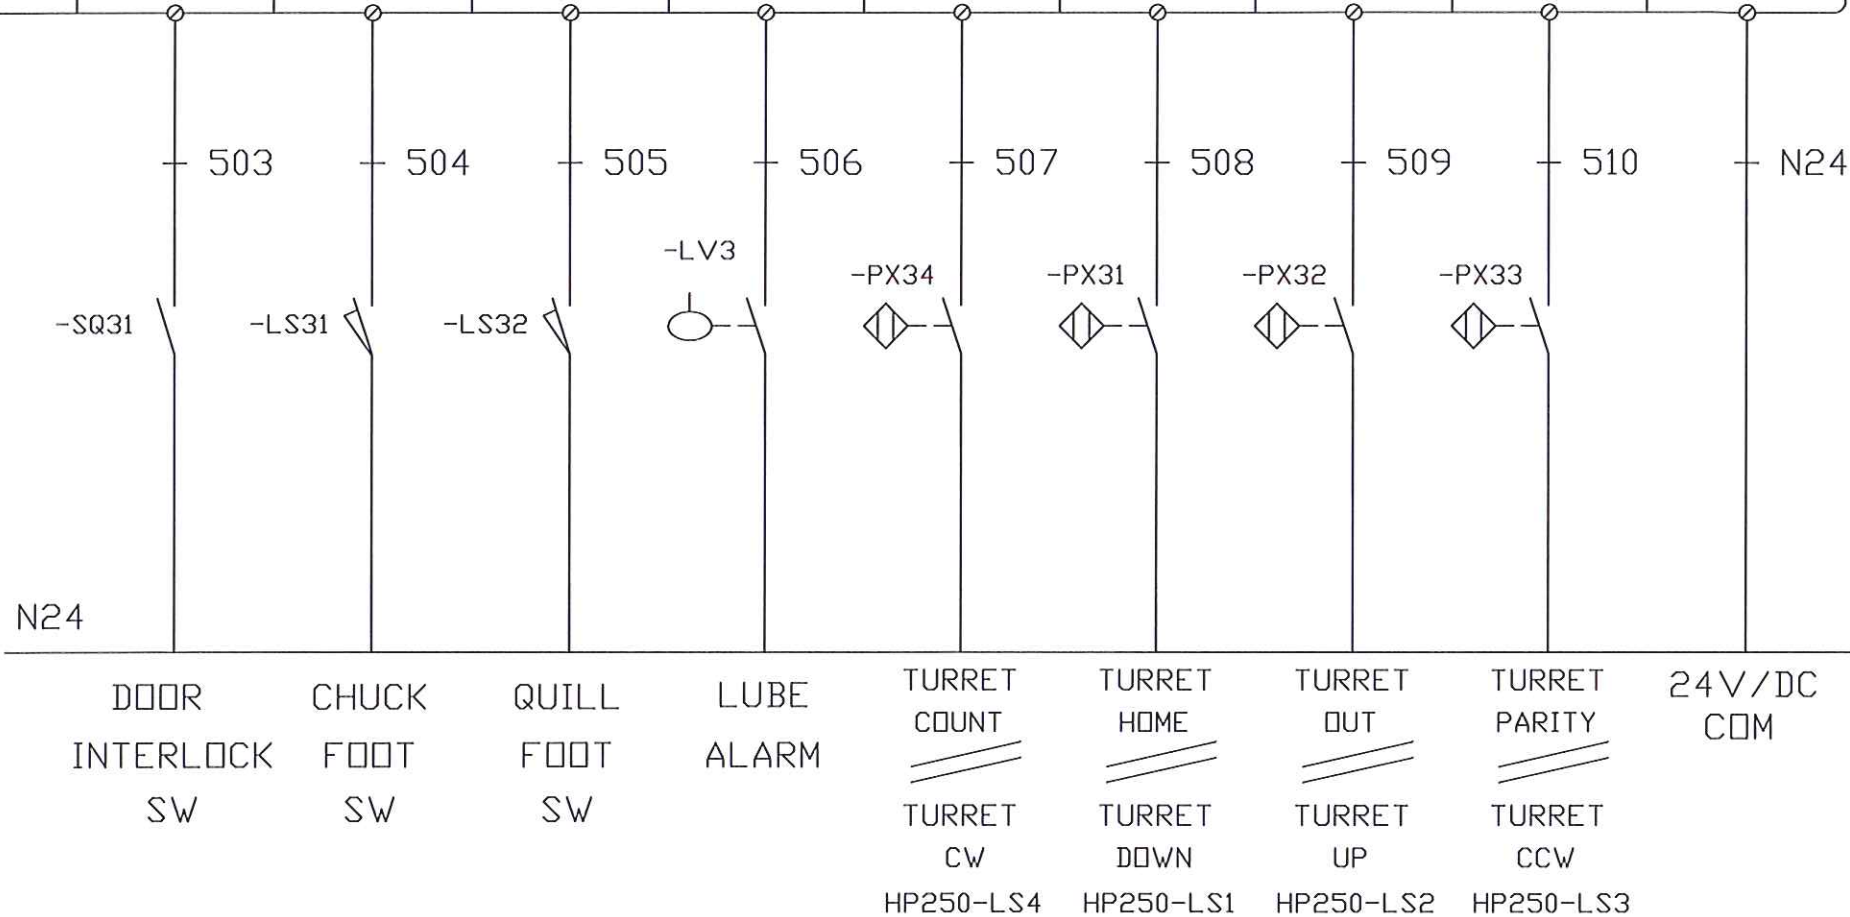 503 504 505 506 507 508 509 510 N24
-LV3
-PX34 -PX31 -PX32 -PX33
-SQ31 -LS31 -LS32
N24
DOOR
INTERLOCK
SW
CHUCK
FOOT
SW
QUILL
FOOT
SW
LUBE
ALARM
TURRET
COUNT
TURRET
CW
HP250-LS4
TURRET
HOME
TURRET
DOWN
HP250-LS1
TURRET
OUT
TURRET
UP
HP250-LS2
TURRET
PARITY
TURRET
CCW
HP250-LS3
24V/DC
COM